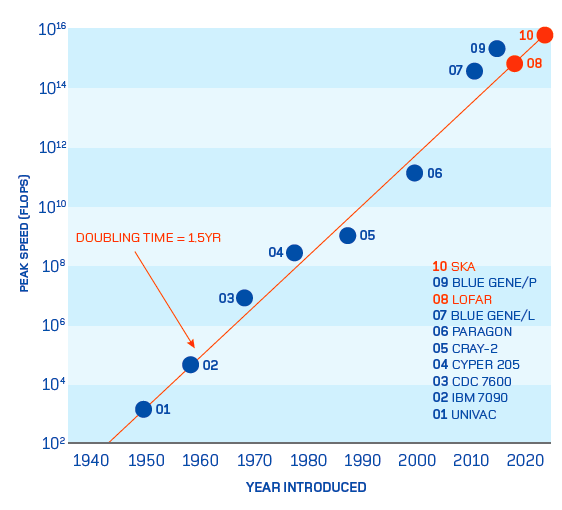 10¹⁶
10¹⁴
10¹²
10¹⁰
10⁸
10⁶
10⁴
10²
PEAK SPEED (FLOPS)
DOUBLING TIME = 1.5YR
01
02
03
04
05
06
07
09
08
10
10 SKA
09 BLUE GENE/P
08 LOFAR
07 BLUE GENE/L
06 PARAGON
05 CRAY-2
04 CYPER 205
03 CDC 7600
02 IBM 7090
01 UNIVAC
1940 1950 1960 1970 1980 1990 2000 2010 2020
YEAR INTRODUCED